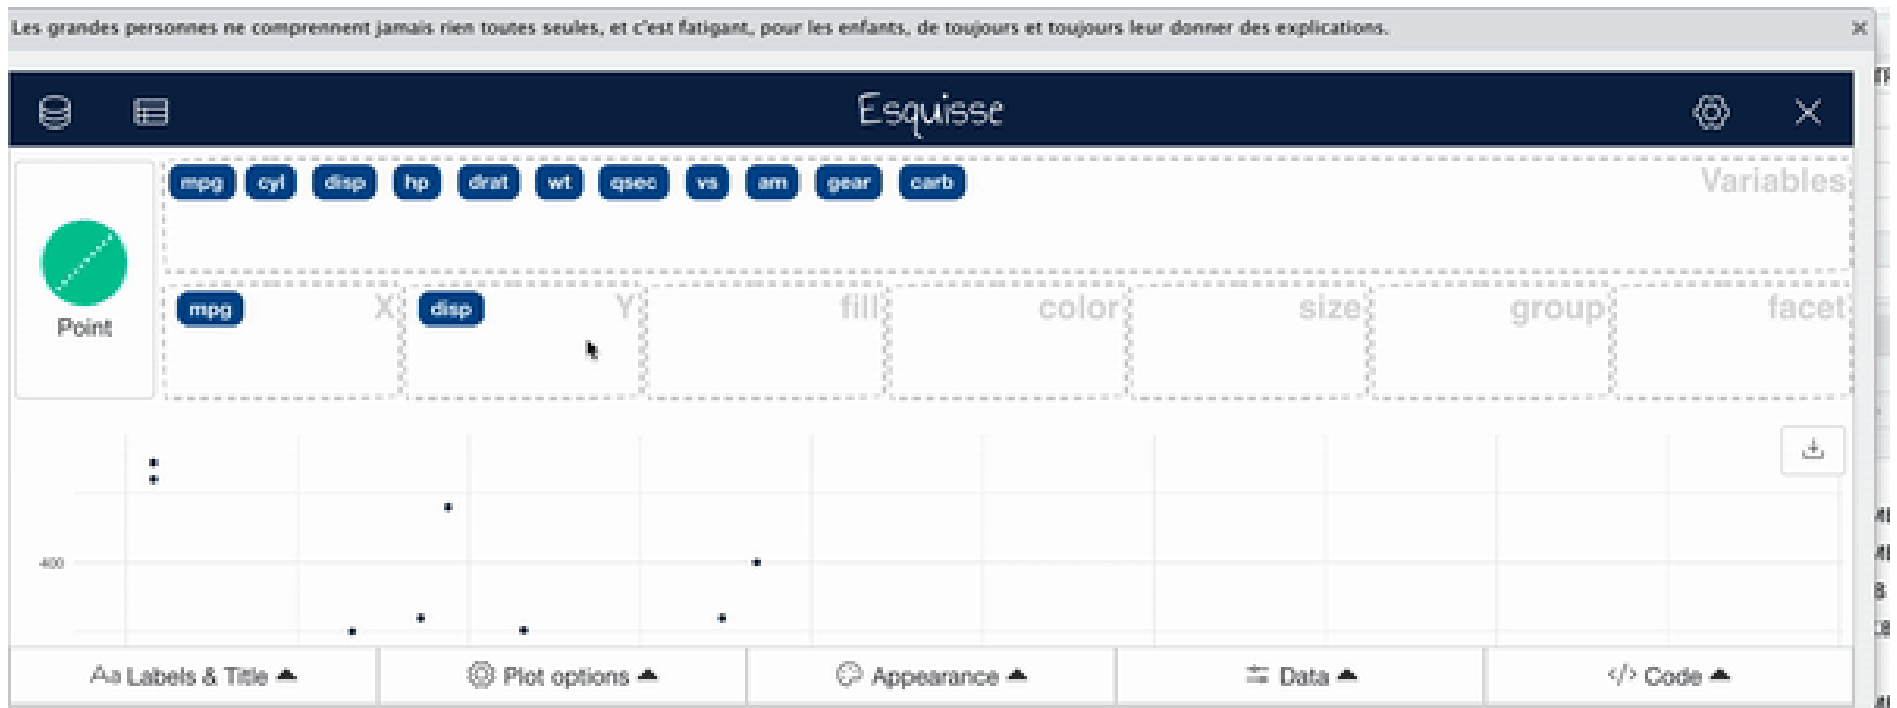 Les grandes personnes ne comprennent jamais rien toutes seules, et c'est fatigant, pour les enfants, de toujours et toujours leur donner des explications.
Esquisse
mpg cyl disp hp drat wt qsec vs am gear carb Variables
mpg X disp Y fill color size group facet
Point
400
Aa Labels & Title Plot options Appearance Data </> Code